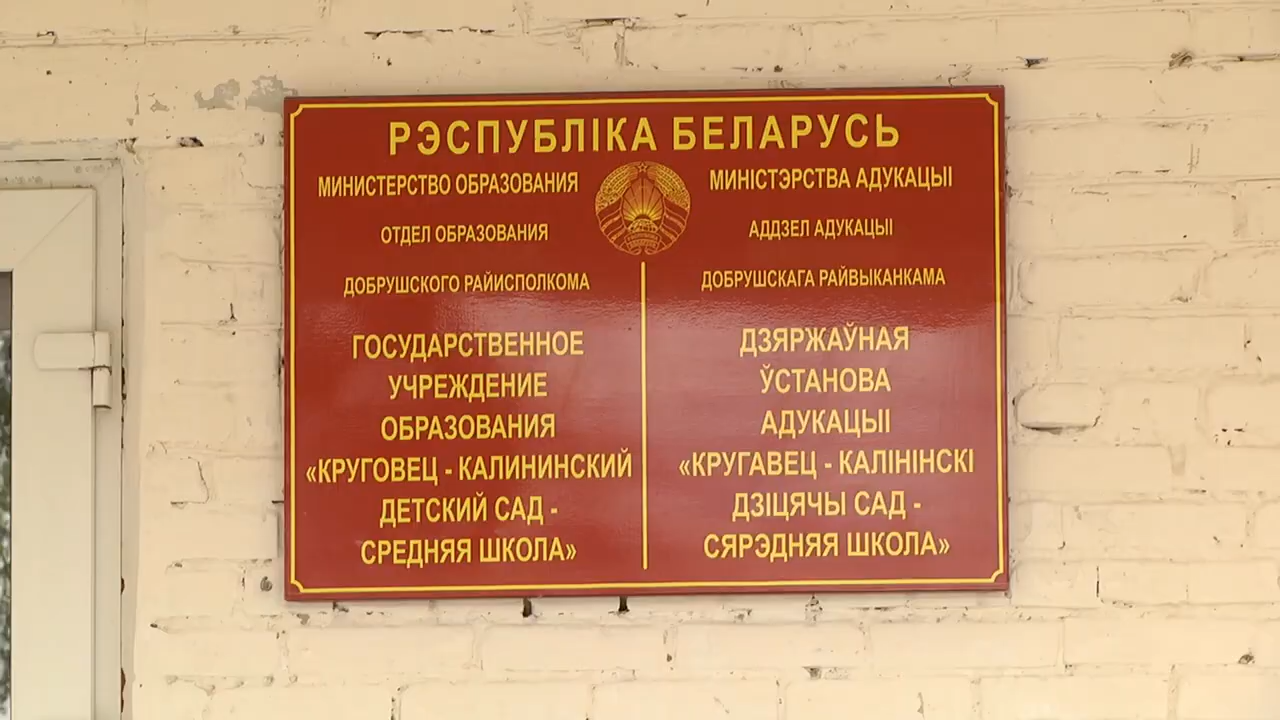 РЭСПУБЛІКА БЕЛАРУСЬ
МИНИСТЕРСТВО ОБРАЗОВАНИЯ
ОТДЕЛ ОБРАЗОВАНИЯ
ДОБРУШСКОГО РАЙИСПОЛКОМА
ГОСУДАРСТВЕННОЕ
УЧРЕЖДЕНИЕ
ОБРАЗОВАНИЯ
«КРУГОВЕЦ - КАЛИНИНСКИЙ
ДЕТСКИЙ САД -
СРЕДНЯЯ ШКОЛА»
МІНІСТЭРСТВА АДУКАЦЫІ
АДДЗЕЛ АДУКАЦЫІ
ДОБРУШСКАГА РАЙВЫКАНКАМА
ДЗЯРЖАЎНАЯ
ЎСТАНОВА
АДУКАЦЫІ
«КРУГАВЕЦ - КАЛІНІНСКІ
ДЗІЦЯЧЫ САД -
СЯРЭДНЯЯ ШКОЛА»